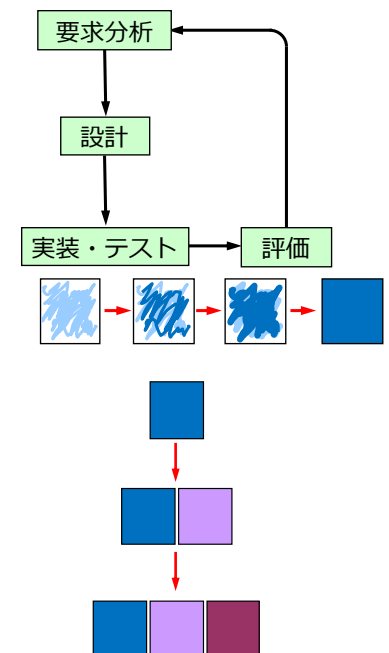 要求分析
設計
実装・テスト
評価